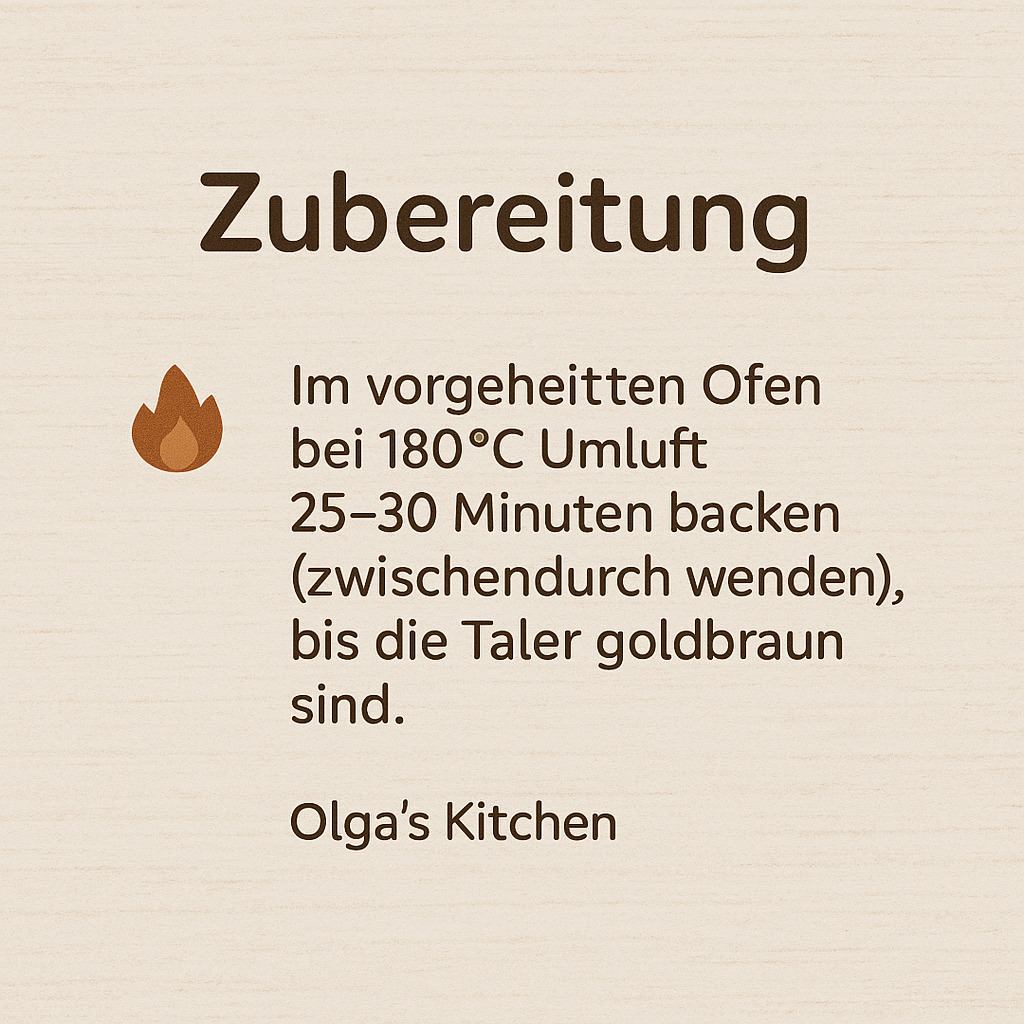 Zubereitung
Im vorgeheitten Ofen
bei 180°C Umluft
25–30 Minuten backen
(zwischendurch wenden),
bis die Taler goldbraun
sind.
Olga's Kitchen